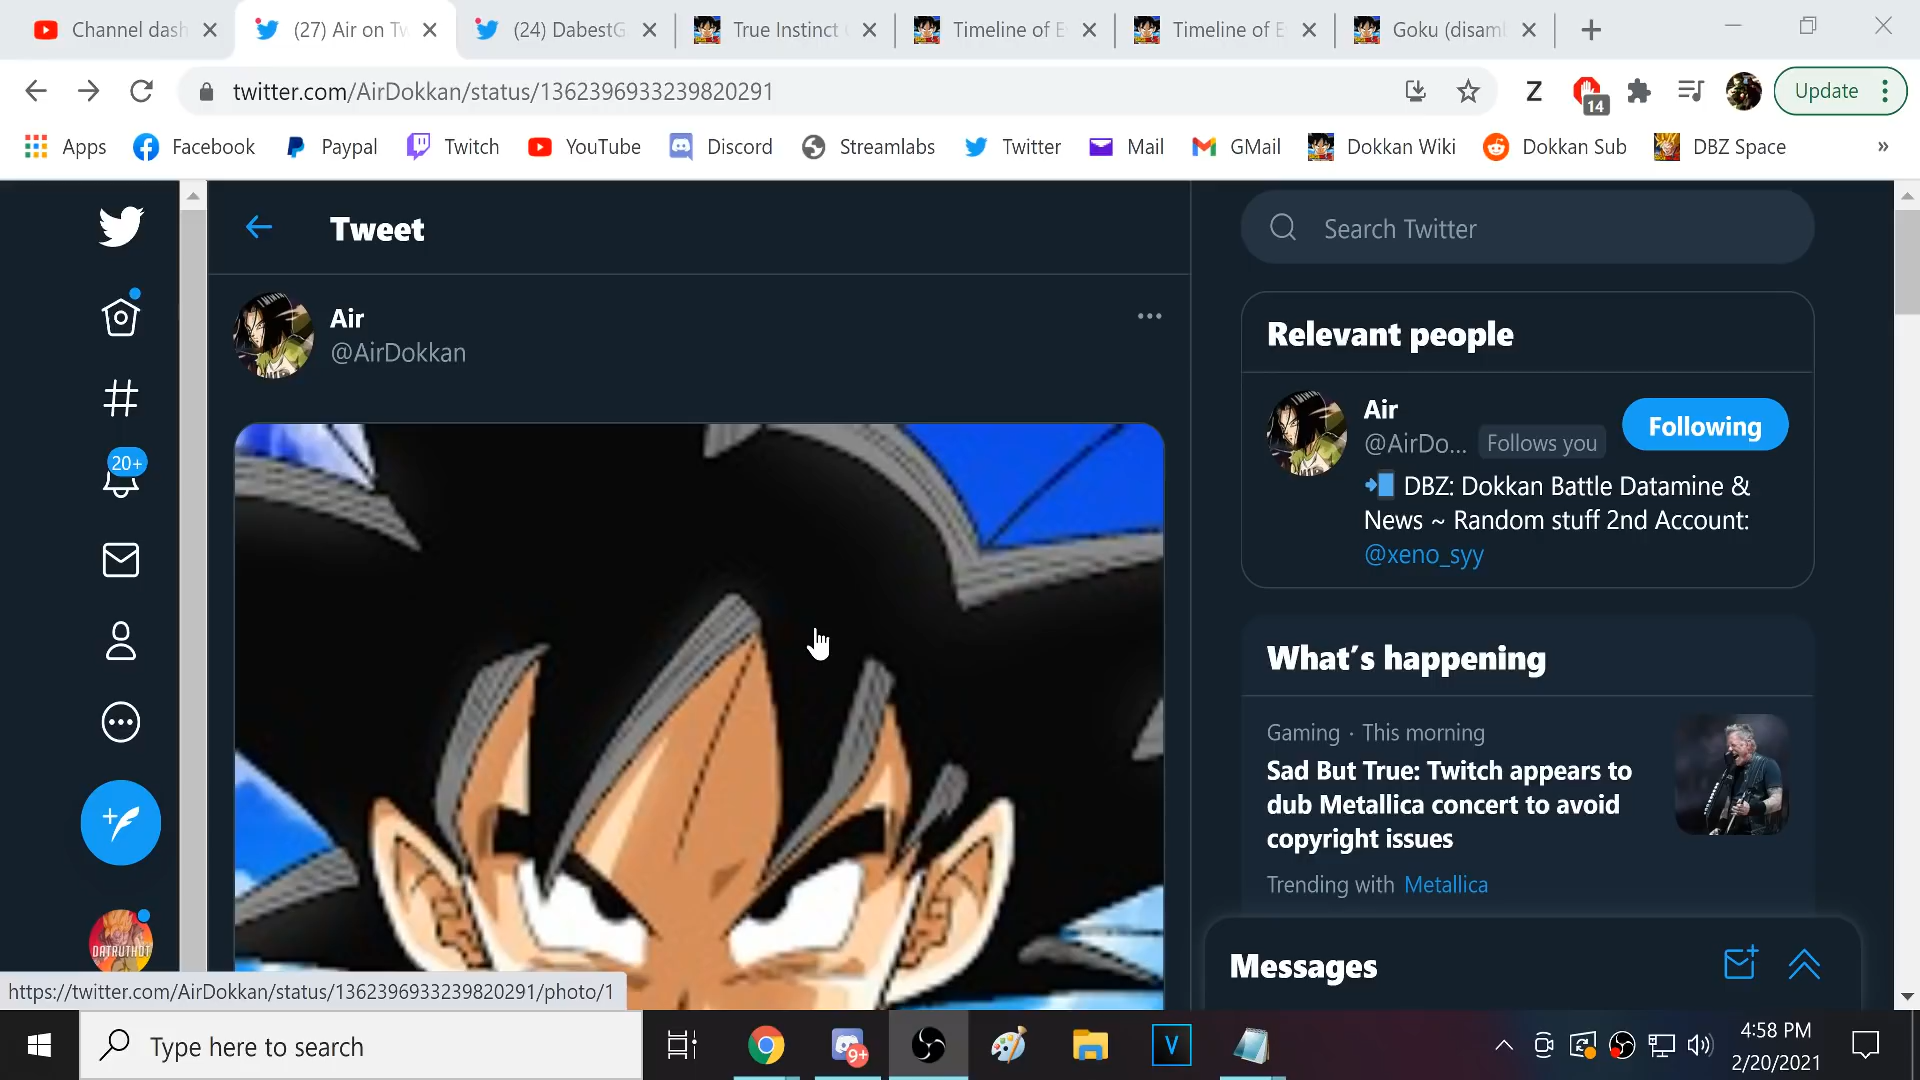 Channel dash
(27) Air on Tw
(24) DabestG
True Instinct
Timeline of E
Timeline of E
Goku (disam
twitter.com/AirDokkan/status/1362396933239820291
14
Update
Apps
Facebook
Paypal
Twitch
YouTube
Discord
Streamlabs
Twitter
Mail
GMail
Dokkan Wiki
Dokkan Sub
DBZ Space
»
Tweet
Search Twitter
Air
@AirDokkan
Relevant people
Air
@AirDo... Follows you
Following
DBZ: Dokkan Battle Datamine &
News ~ Random stuff 2nd Account:
@xeno_syy
20+
What's happening
Gaming · This morning
Sad But True: Twitch appears to
dub Metallica concert to avoid
copyright issues
Trending with Metallica
DATRUTHDT
Messages
https://twitter.com/AirDokkan/status/1362396933239820291/photo/1
Type here to search
9+
V
4:58 PM
2/20/2021